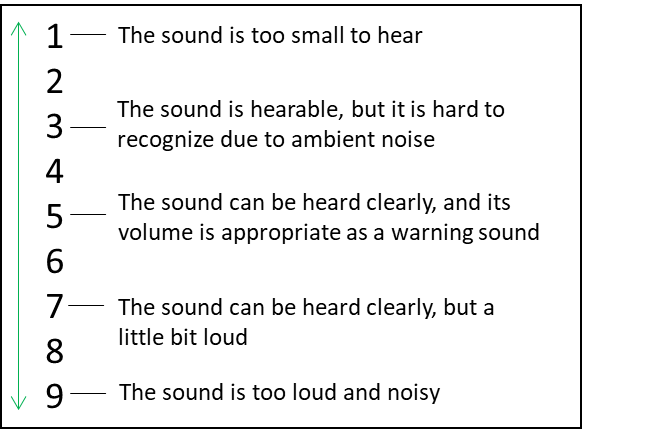 1 The sound is too small to hear
2
The sound is hearable, but it is hard to
3
recognize due to ambient noise
4
The sound can be heard clearly, and its
5
volume is appropriate as a warning sound
6
7 The sound can be heard clearly, but a
little bit loud
8
9 The sound is too loud and noisy